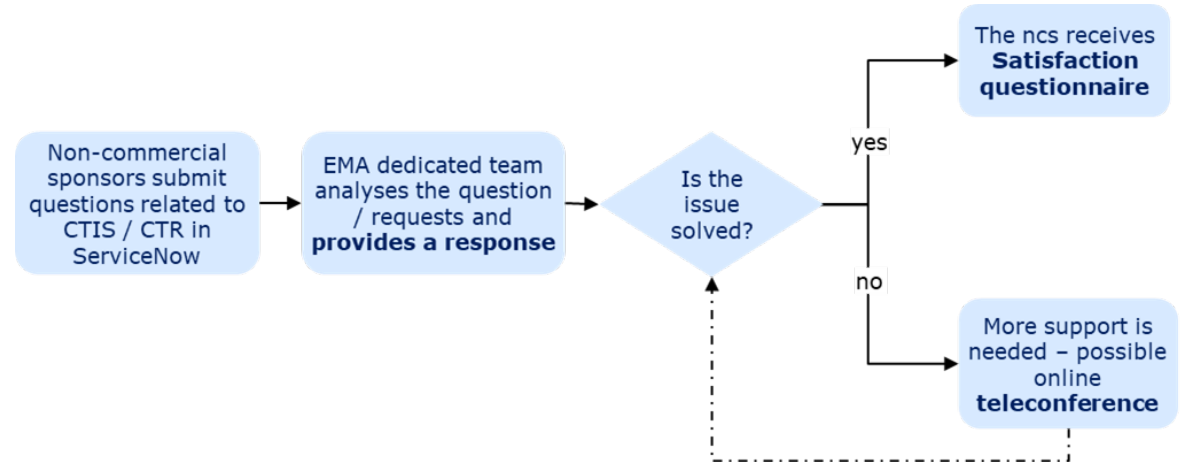 Non-commercial
sponsors submit
questions related to
CTIS / CTR in
ServiceNow
EMA dedicated team
analyses the question
/ requests and
provides a response
Is the
issue
solved?
yes
The ncs receives
Satisfaction
questionnaire
no
More support is
needed – possible
online
teleconference